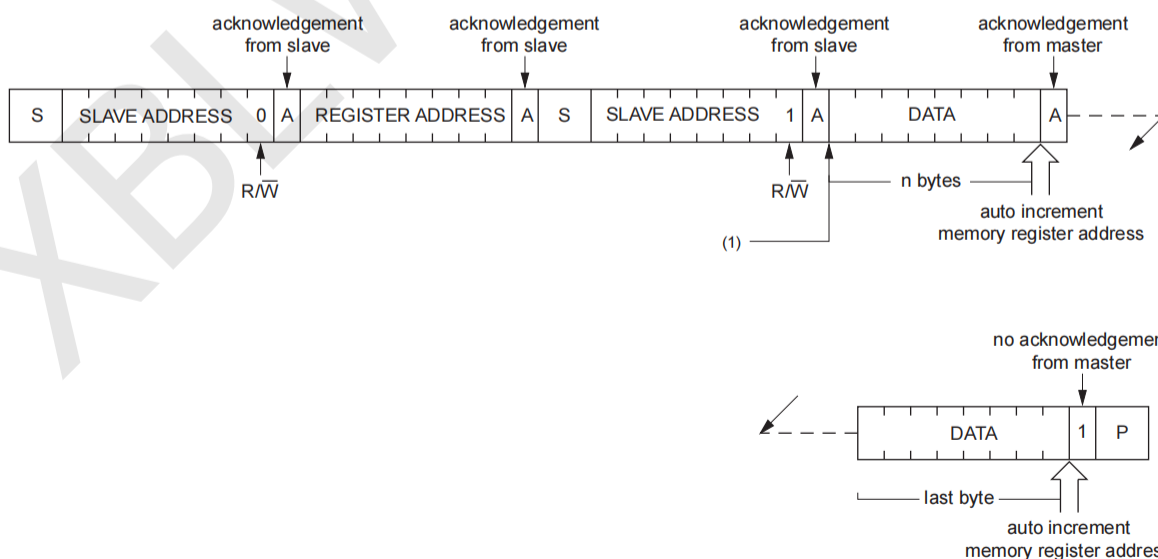 acknowledgement
from slave
acknowledgement
from slave
acknowledgement
from slave
acknowledgement
from master
S SLAVE ADDRESS 0 A REGISTER ADDRESS A S SLAVE ADDRESS 1 A DATA A
R/W̅ R/W̅
n bytes
auto increment
memory register address
(1)
no acknowledgemen
from master
DATA 1 P
last byte
auto increment
memory register addres
XBLW